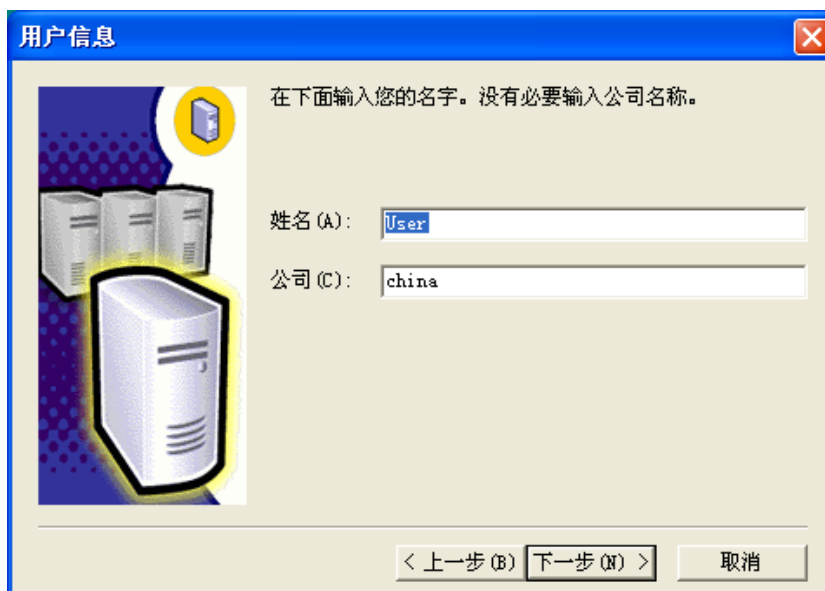 用户信息
在下面输入您的名字。没有必要输入公司名称。
姓名(A): User
公司(C): china
< 上一步(B) 下一步(N) > 取消